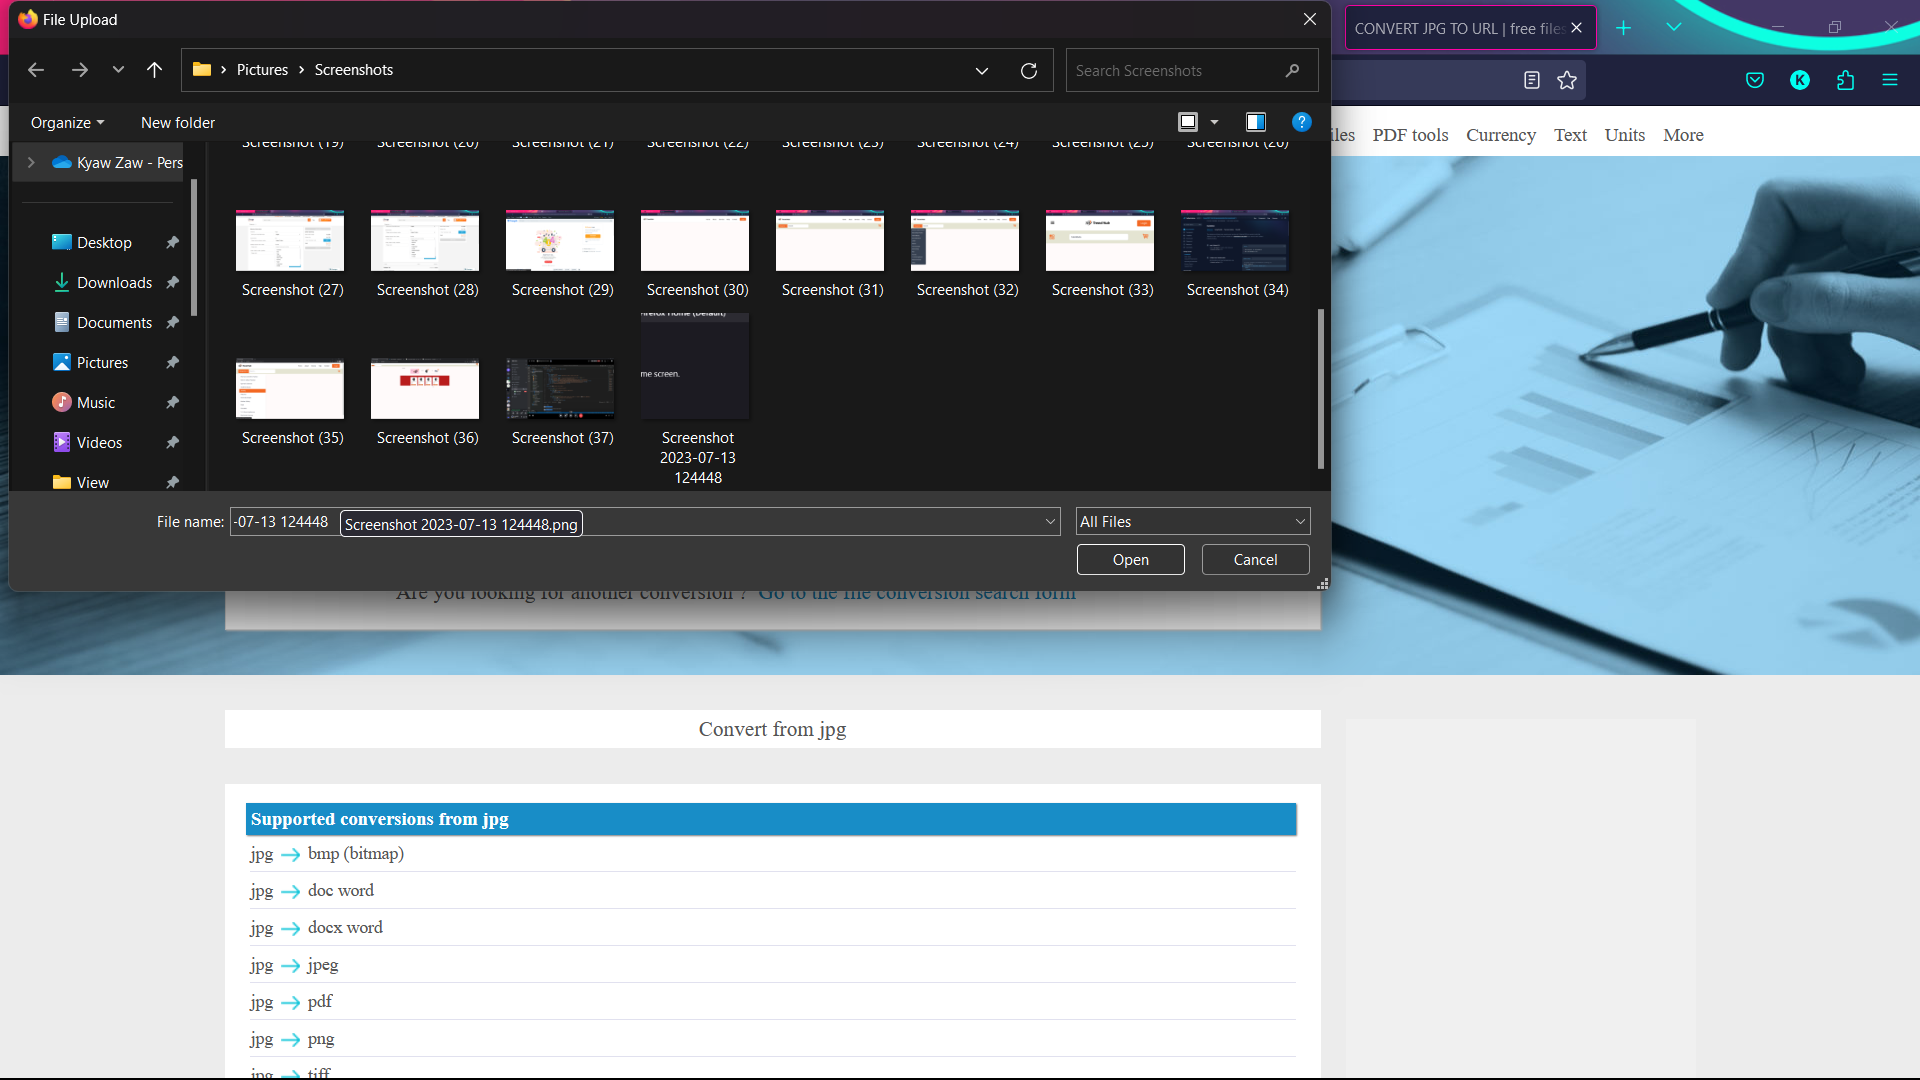 File Upload
CONVERT JPG TO URL | free files
Pictures
Screenshots
Search Screenshots
K
Organize
New folder
?
iles
PDF tools
Currency
Text
Units
More
Kyaw Zaw - Pers
Screenshot (19)
Screenshot (20)
Screenshot (21)
Screenshot (22)
Screenshot (23)
Screenshot (24)
Screenshot (25)
Screenshot (26)
Desktop
Downloads
Documents
Pictures
Music
Videos
View
Screenshot (27)
Screenshot (28)
Screenshot (29)
Screenshot (30)
Screenshot (31)
Screenshot (32)
Screenshot (33)
Screenshot (34)
Firefox Home (Default)
me screen.
Screenshot (35)
Screenshot (36)
Screenshot (37)
Screenshot
2023-07-13
124448
File name:
-07-13 124448
Screenshot 2023-07-13 124448.png
All Files
Open
Cancel
Are you looking for another conversion ? Go to the file conversion search form
Convert from jpg
Supported conversions from jpg
jpg → bmp (bitmap)
jpg → doc word
jpg → docx word
jpg → jpeg
jpg → pdf
jpg → png
jpg → tiff